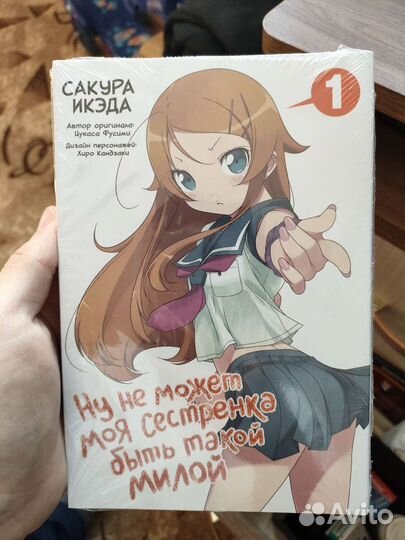 САКУРА
ИКЭДА
1
Автор оригинала:
Цукаса Фусими
Дизайн персонажей:
Хиро Кандзаки
Ну не может
моя сестренка
быть такой
милой
Avito